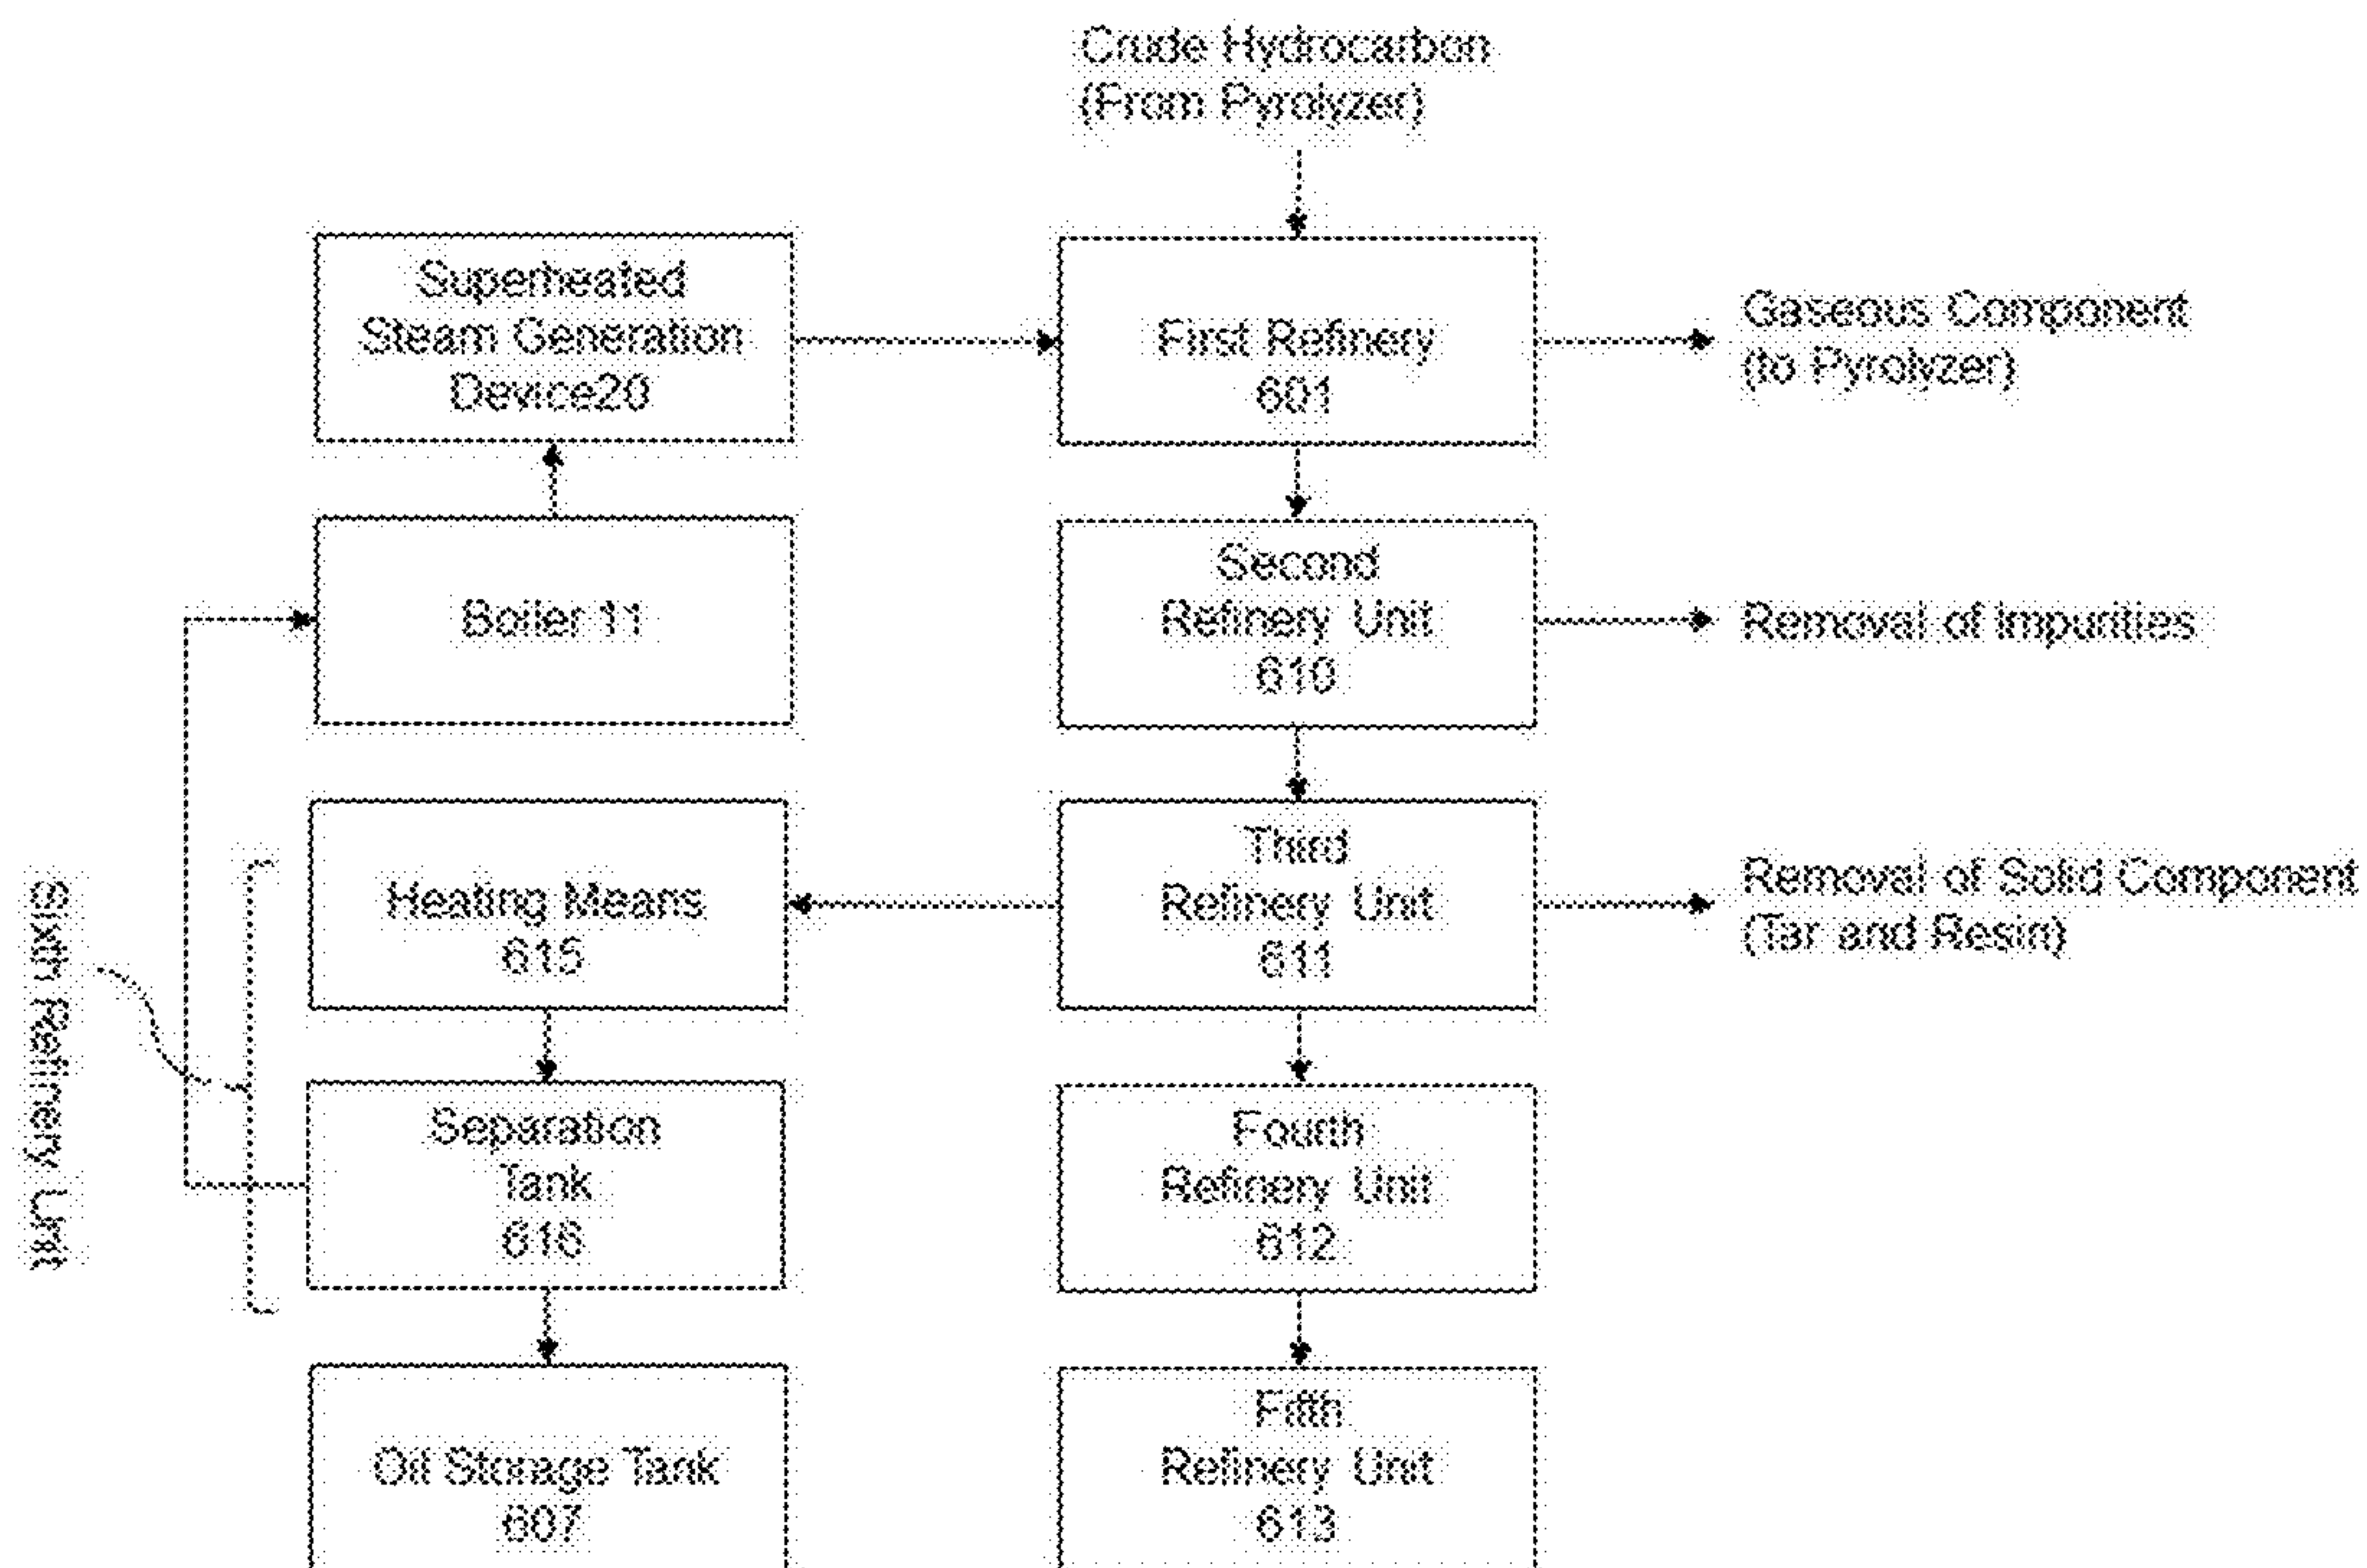 Crude Hydrocarbon
(From Pyrolyzer)
Superheated
Steam Generation
Device20
First Refinery
601
Gaseous Component
(to Pyrolyzer)
Boiler 11
Second
Refinery Unit
610
Removal of Impurities
Heating Means
615
Third
Refinery Unit
611
Removal of Solid Component
(Tar and Resin)
Sixth Refinery Unit
Separation
Tank
616
Fourth
Refinery Unit
612
Oil Storage Tank
607
Fifth
Refinery Unit
613